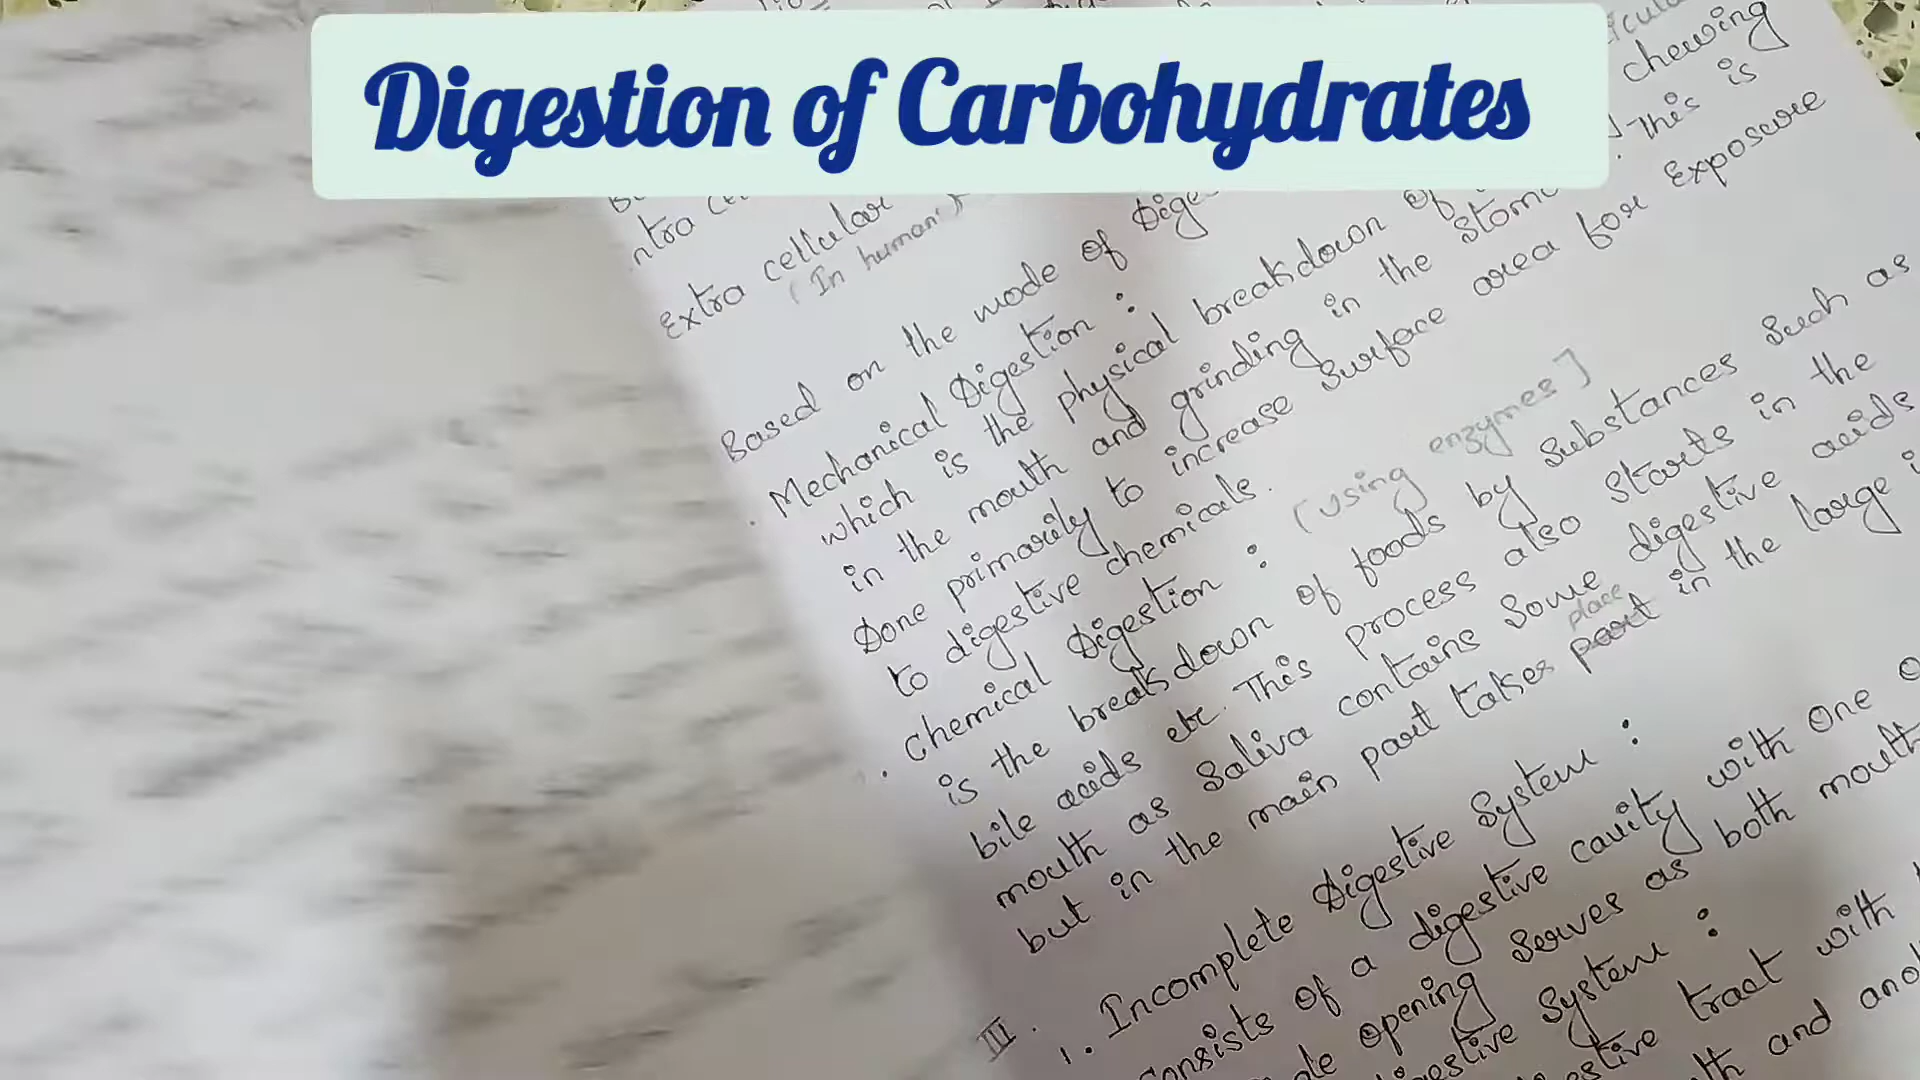 Digestion of Carbohydrates
chewing
This is
Extra cellular
(In human's)
Based on the mode of Dige
. Mechanical Digestion :
which is the physical breakdown of
in the mouth and grinding in the stom
Done primarily to increase surface area for exposure
to digestive chemicals.
. Chemical Digestion : (using enzymes]
is the breakdown of foods by substances such as
bile acids etc. This process also starts in the
mouth as saliva contains some digestive acids
but in the main part takes part in the large
place
III. 1. Incomplete Digestive System :
consists of a digestive cavity with one
opening serves as both mouth
System :
tract with
and